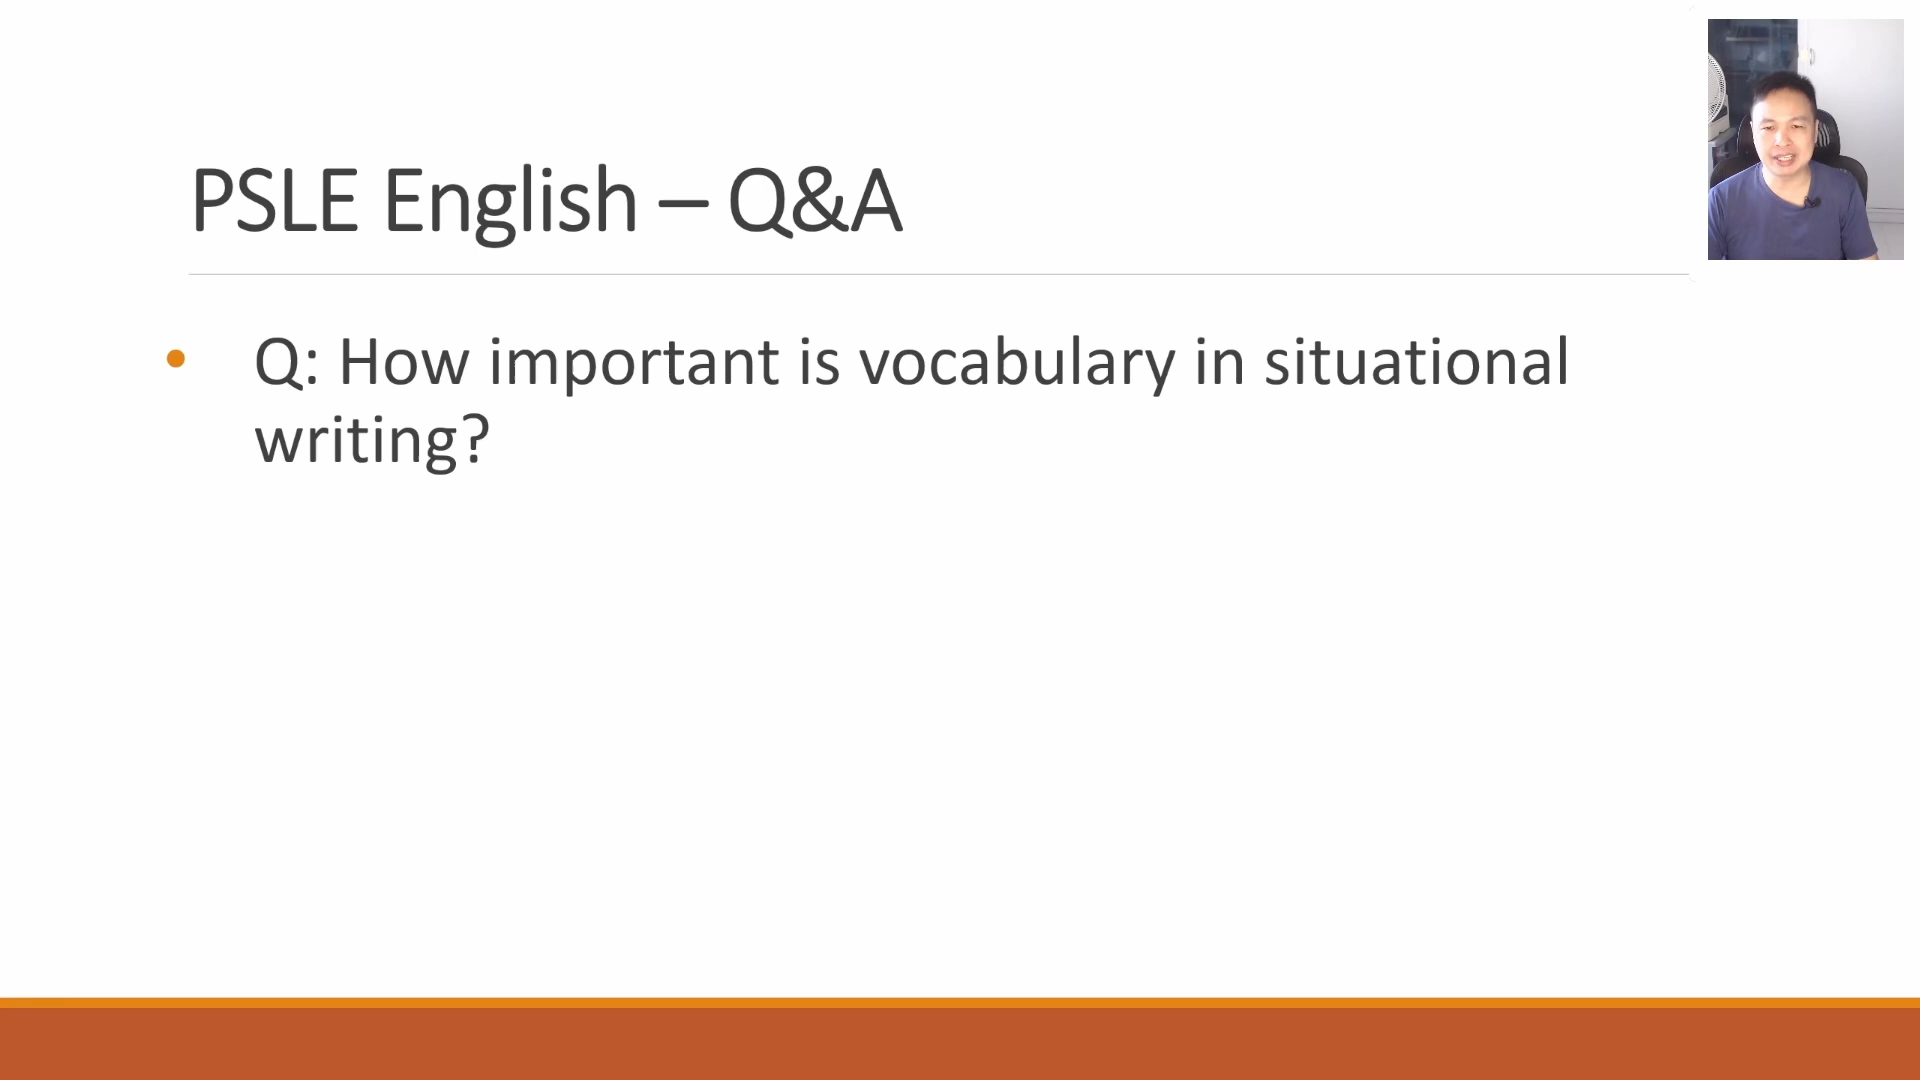 PSLE English – Q&A
• Q: How important is vocabulary in situational
writing?